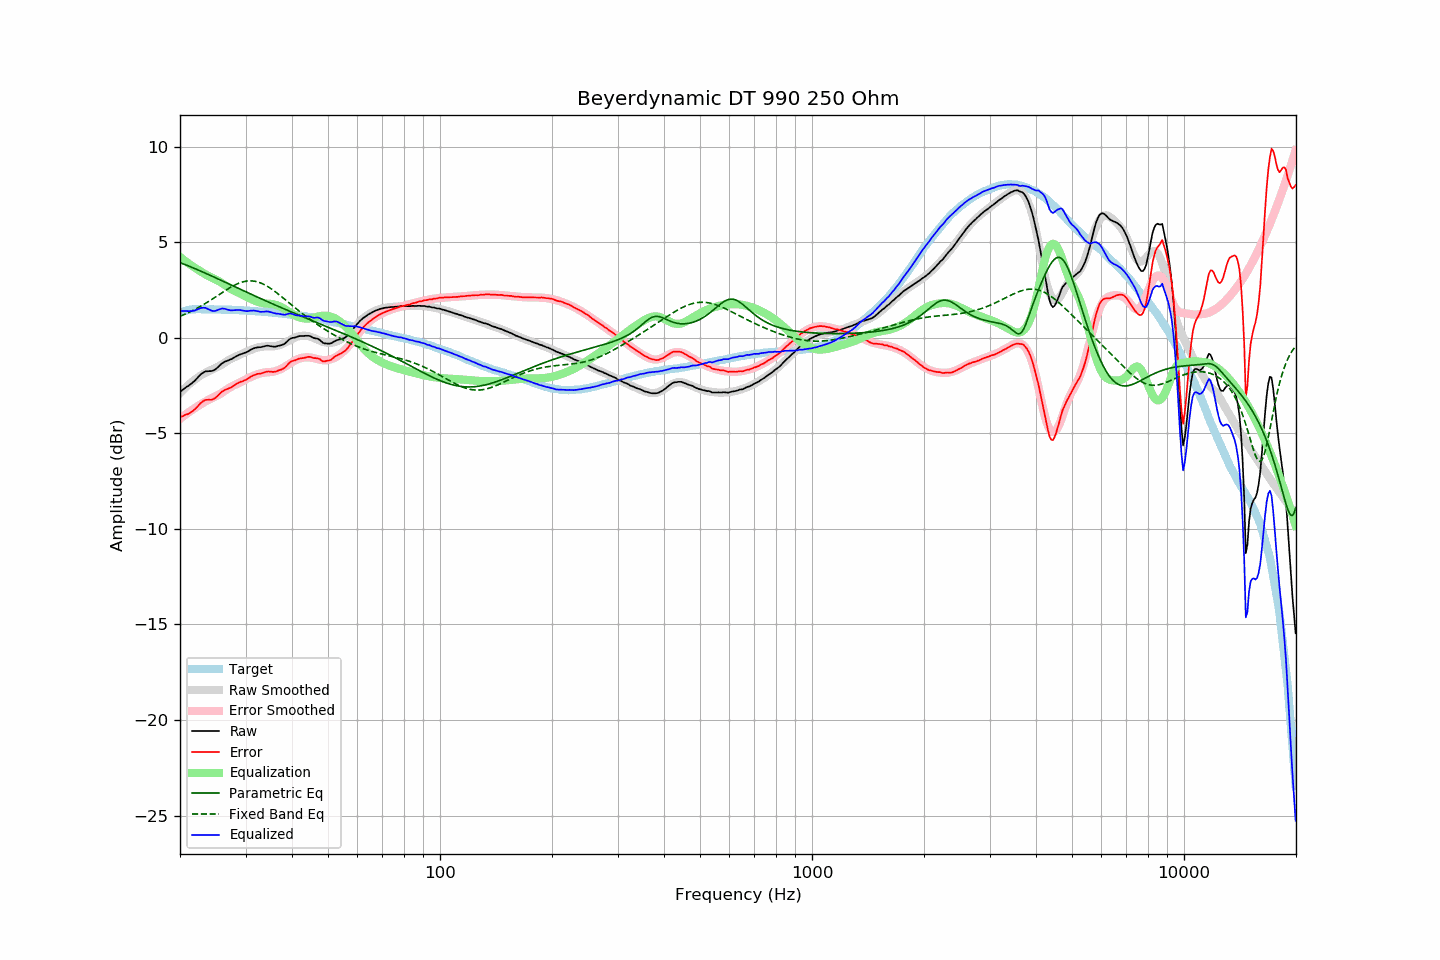 Beyerdynamic DT 990 250 Ohm
10
5
0
−5
−10
−15
−20
−25
Amplitude (dBr)
Target
Raw Smoothed
Error Smoothed
Raw
Error
Equalization
Parametric Eq
Fixed Band Eq
Equalized
100
1000
10000
Frequency (Hz)